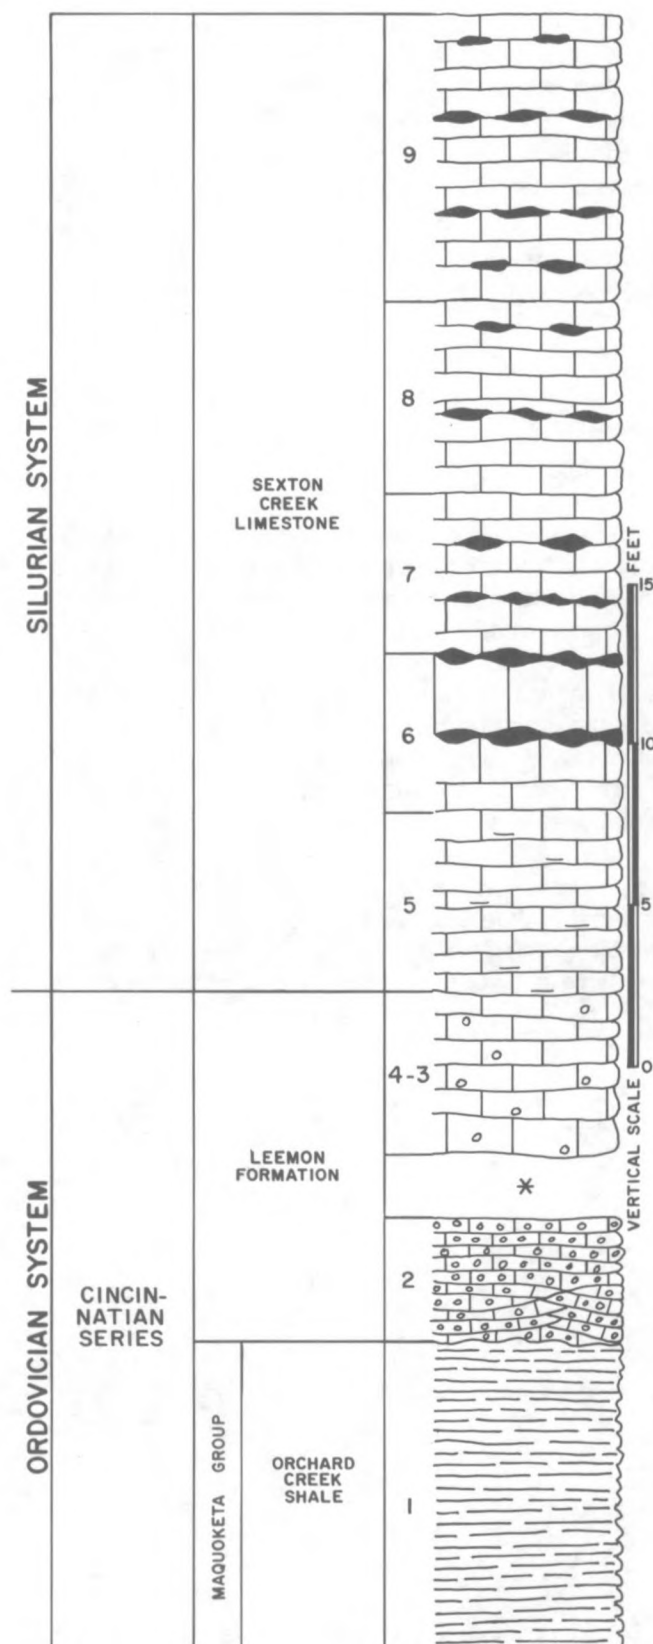 SILURIAN SYSTEM
SEXTON
CREEK
LIMESTONE
9
8
7
6
5
ORDOVICIAN SYSTEM
CINCIN-
NATIAN
SERIES
LEEMON
FORMATION
4-3
*
2
MAQUOKETA GROUP
ORCHARD
CREEK
SHALE
1
FEET
15
10
5
0
VERTICAL SCALE